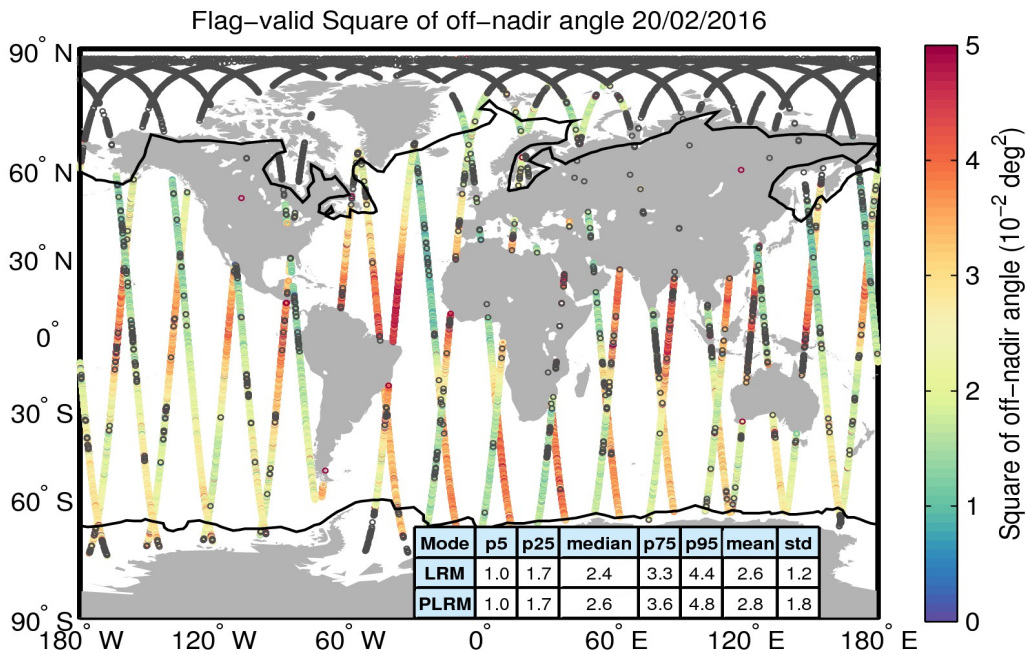 Flag−valid Square of off−nadir angle 20/02/2016
90° N
60° N
30° N
0°
30° S
60° S
90° S
180° W
120° W
60° W
0°
60° E
120° E
180° E
Mode p5 p25 median p75 p95 mean std
LRM 1.0 1.7 2.4 3.3 4.4 2.6 1.2
PLRM 1.0 1.7 2.6 3.6 4.8 2.8 1.8
5
4
3
2
1
0
Square of off−nadir angle (10⁻² deg²)